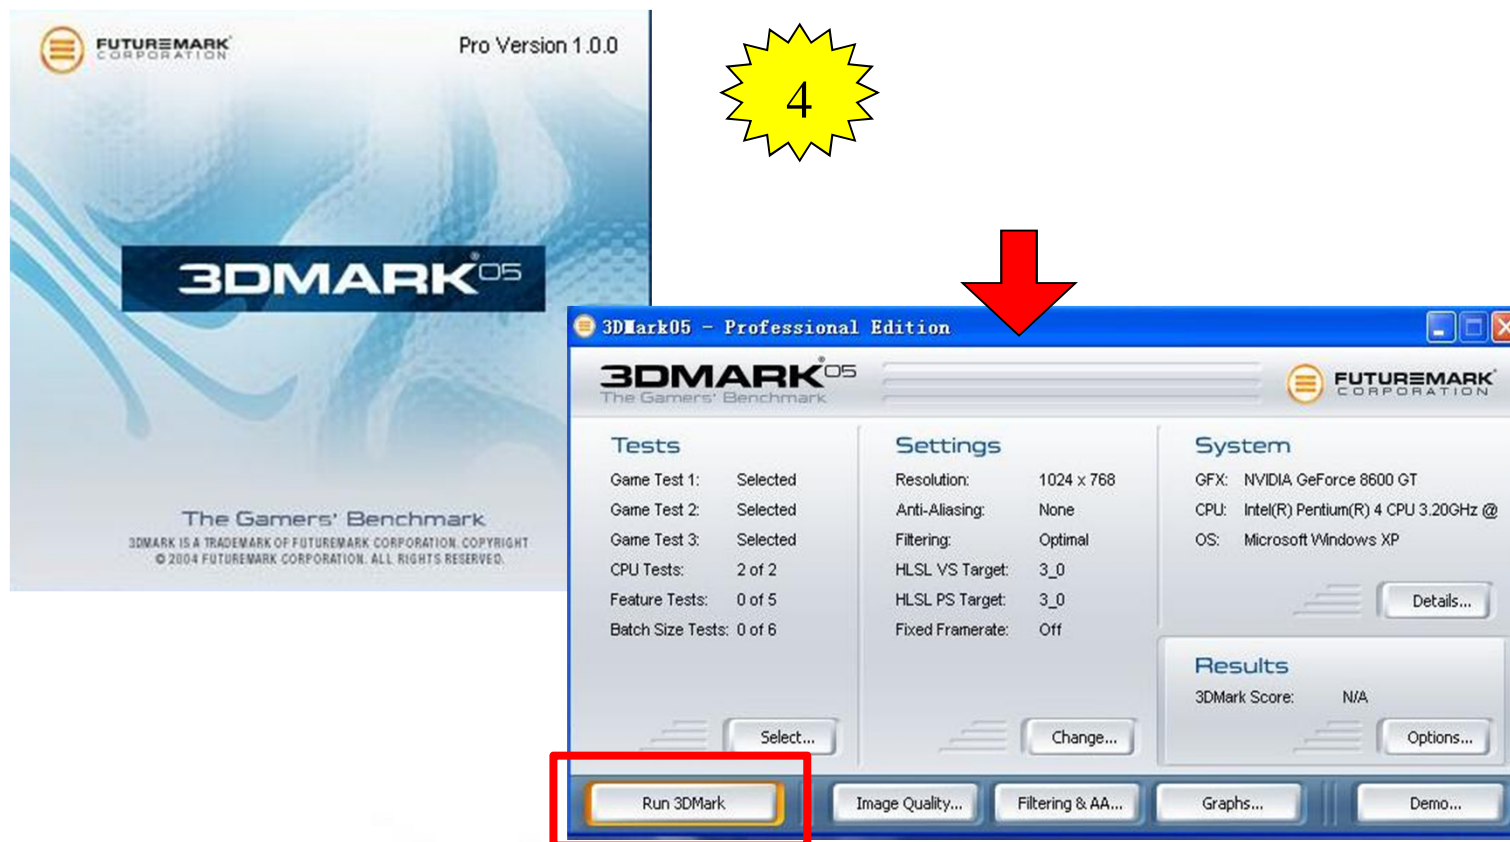 FUTUREMARK
CORPORATION
Pro Version 1.0.0
4
3DMARK®05
The Gamers' Benchmark
3DMARK IS A TRADEMARK OF FUTUREMARK CORPORATION. COPYRIGHT
© 2004 FUTUREMARK CORPORATION. ALL RIGHTS RESERVED.
3DMark05 - Professional Edition
3DMARK®05
The Gamers' Benchmark
FUTUREMARK
CORPORATION
Tests
Game Test 1: Selected
Game Test 2: Selected
Game Test 3: Selected
CPU Tests: 2 of 2
Feature Tests: 0 of 5
Batch Size Tests: 0 of 6
Select...
Settings
Resolution: 1024 x 768
Anti-Aliasing: None
Filtering: Optimal
HLSL VS Target: 3_0
HLSL PS Target: 3_0
Fixed Framerate: Off
Change...
System
GFX: NVIDIA GeForce 8600 GT
CPU: Intel(R) Pentium(R) 4 CPU 3.20GHz @
OS: Microsoft Windows XP
Details...
Results
3DMark Score: N/A
Options...
Run 3DMark
Image Quality...
Filtering & AA...
Graphs...
Demo...